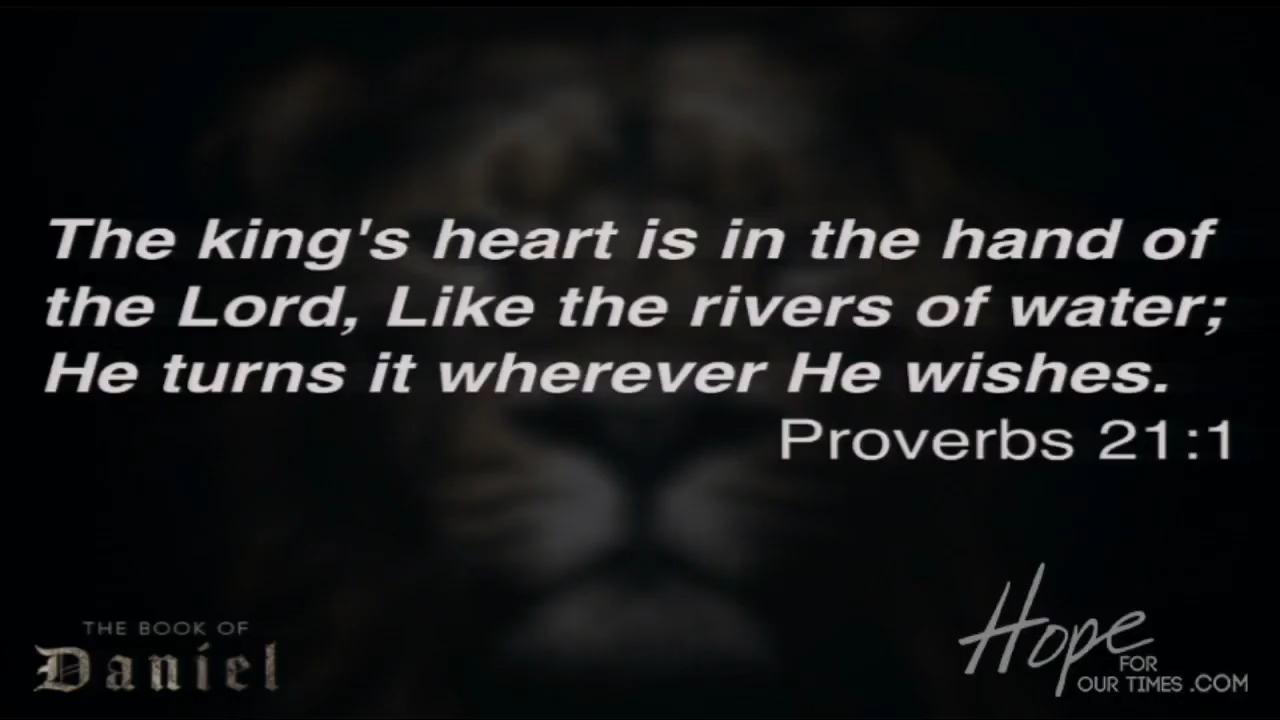 The king's heart is in the hand of
the Lord, Like the rivers of water;
He turns it wherever He wishes.
Proverbs 21:1
THE BOOK OF
Daniel
Hope
FOR
OUR TIMES .COM